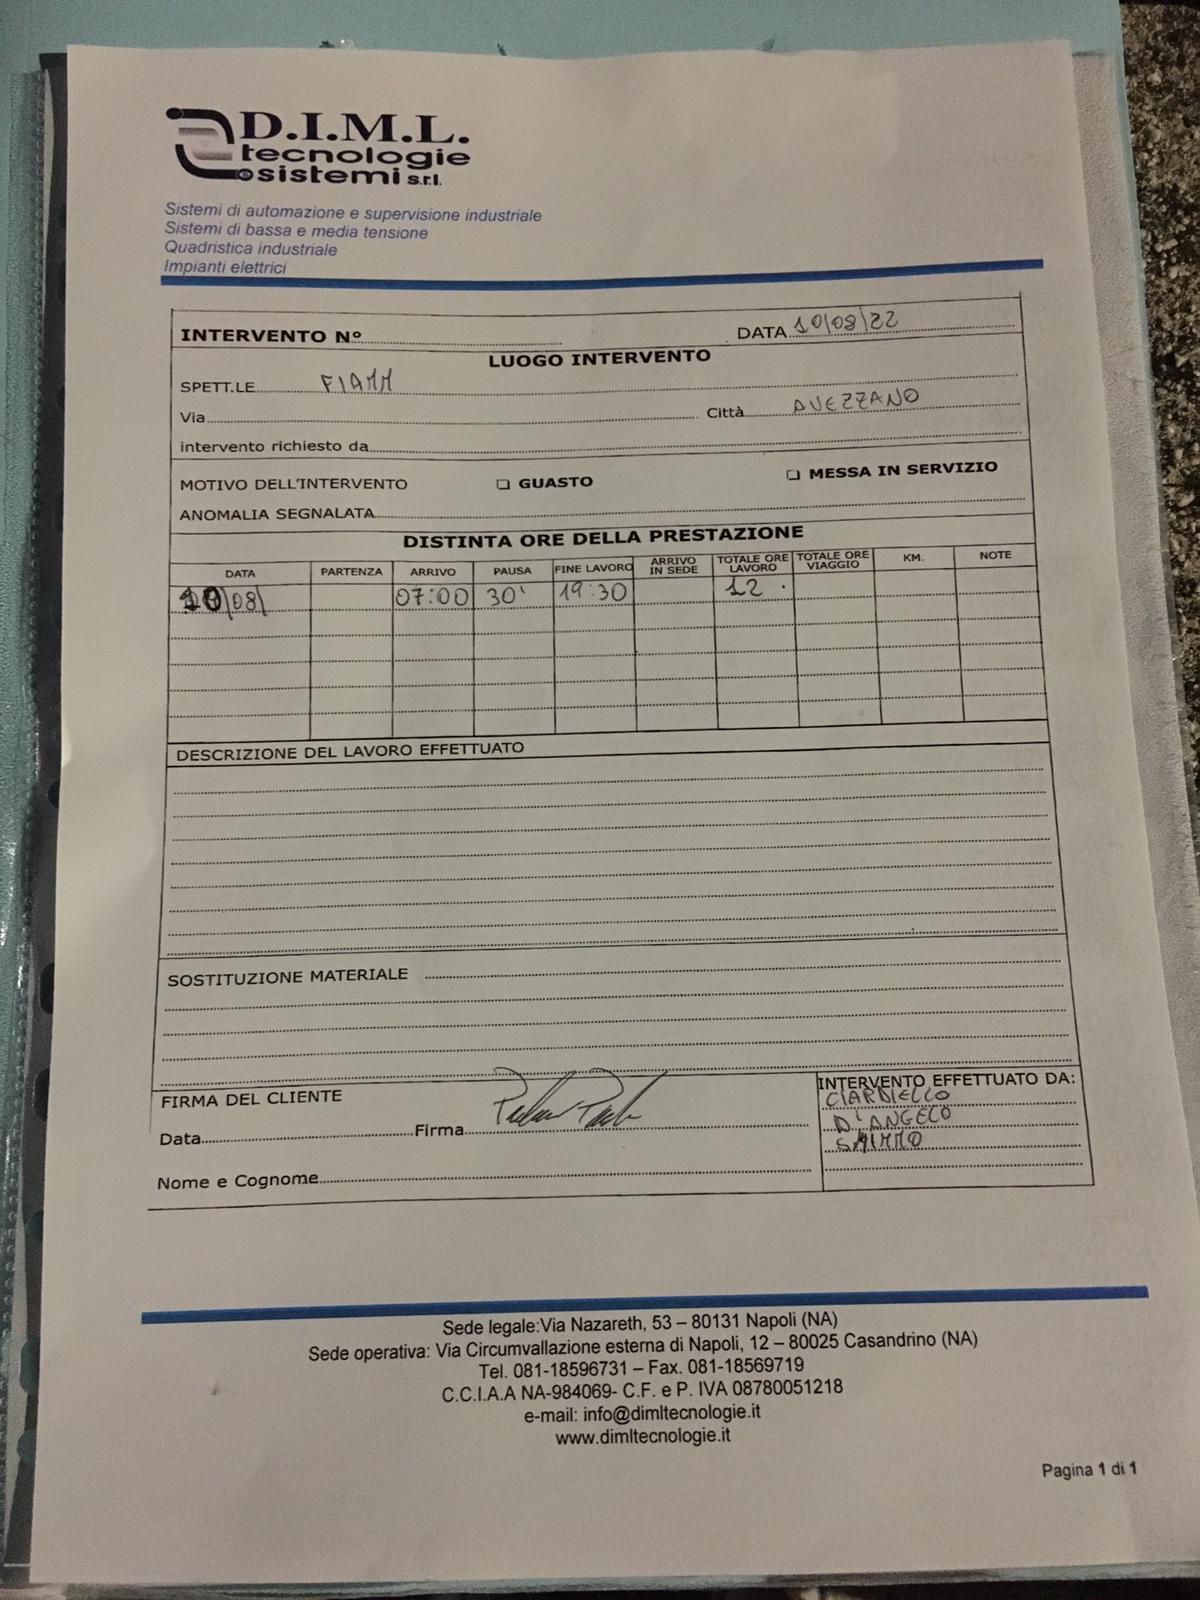 D.I.M.L.
tecnologie
sistemi s.r.l.
Sistemi di automazione e supervisione industriale
Sistemi di bassa e media tensione
Quadristica industriale
Impianti elettrici
INTERVENTO Nº DATA 10/08/22
LUOGO INTERVENTO
SPETT.LE FIAMM
Via Città AVEZZANO
intervento richiesto da
MOTIVO DELL'INTERVENTO ❏ GUASTO ❏ MESSA IN SERVIZIO
ANOMALIA SEGNALATA
DISTINTA ORE DELLA PRESTAZIONE
DATA PARTENZA ARRIVO PAUSA FINE LAVORO ARRIVO IN SEDE TOTALE ORE LAVORO TOTALE ORE VIAGGIO KM. NOTE
10/08/ 07:00 30' 19:30 12
DESCRIZIONE DEL LAVORO EFFETTUATO
SOSTITUZIONE MATERIALE
FIRMA DEL CLIENTE
Data Firma
Nome e Cognome
INTERVENTO EFFETTUATO DA:
CIARDIELLO
D'ANGELO
Sede legale:Via Nazareth, 53 – 80131 Napoli (NA)
Sede operativa: Via Circumvallazione esterna di Napoli, 12 – 80025 Casandrino (NA)
Tel. 081-18596731 – Fax. 081-18569719
C.C.I.A.A NA-984069- C.F. e P. IVA 08780051218
e-mail: info@dimltecnologie.it
www.dimltecnologie.it
Pagina 1 di 1